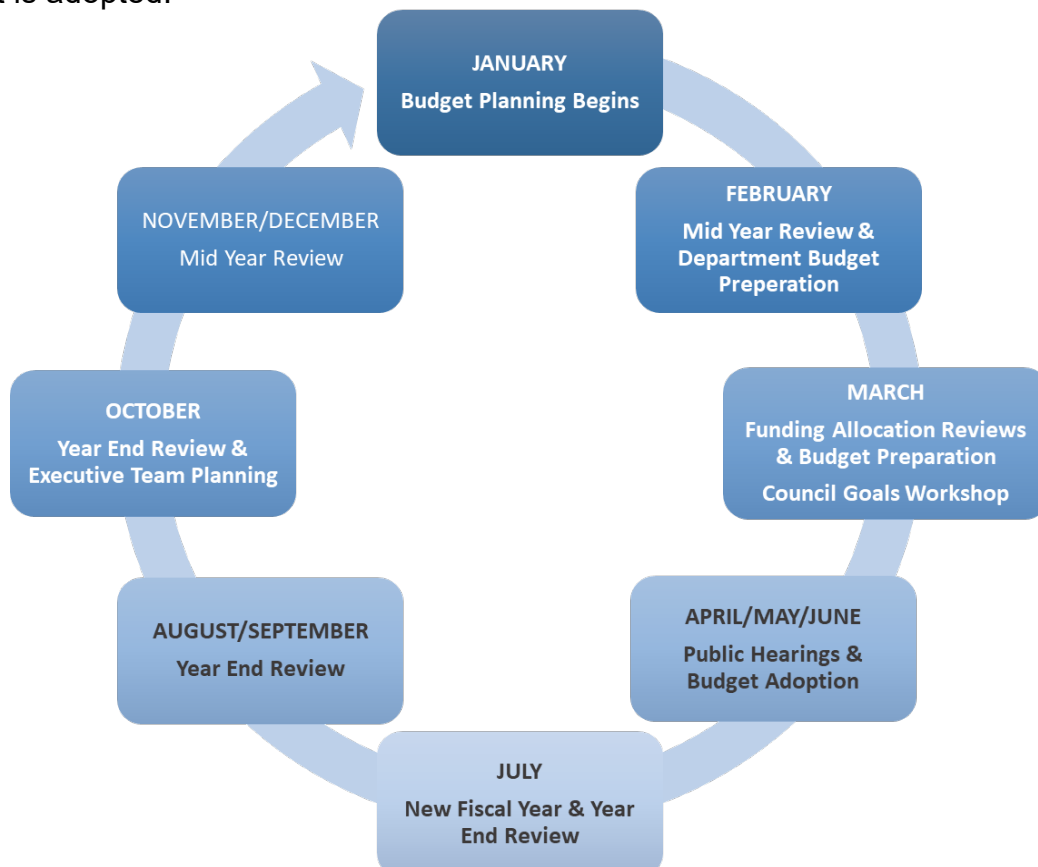 is adopted.
JANUARY
Budget Planning Begins
FEBRUARY
Mid Year Review &
Department Budget
Preperation
MARCH
Funding Allocation Reviews
& Budget Preparation
Council Goals Workshop
APRIL/MAY/JUNE
Public Hearings &
Budget Adoption
JULY
New Fiscal Year & Year
End Review
AUGUST/SEPTEMBER
Year End Review
OCTOBER
Year End Review &
Executive Team Planning
NOVEMBER/DECEMBER
Mid Year Review